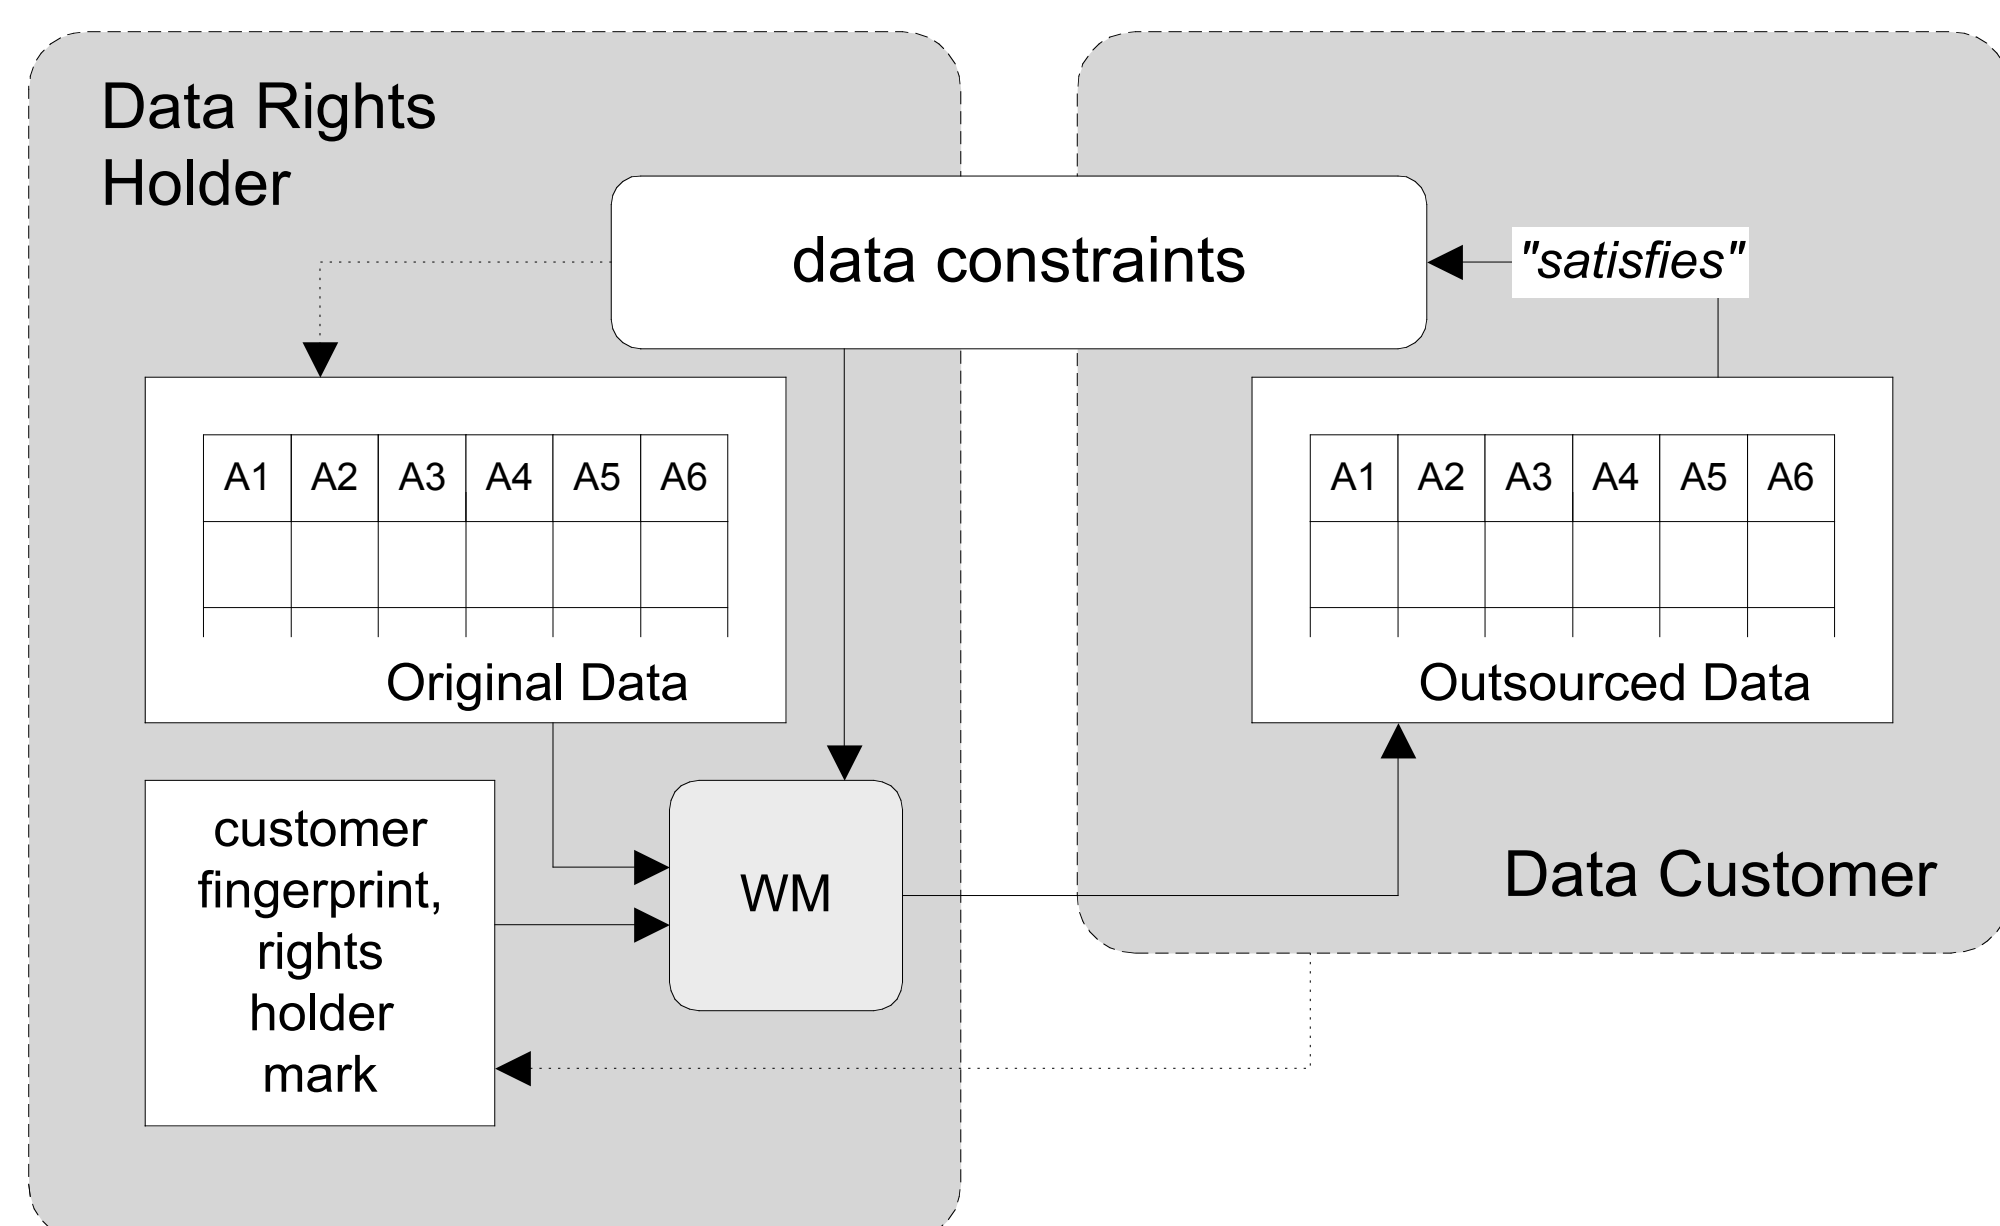 Data Rights
Holder
data constraints
"satisfies"
A1 A2 A3 A4 A5 A6
Original Data
A1 A2 A3 A4 A5 A6
Outsourced Data
customer
fingerprint,
rights
holder
mark
WM
Data Customer